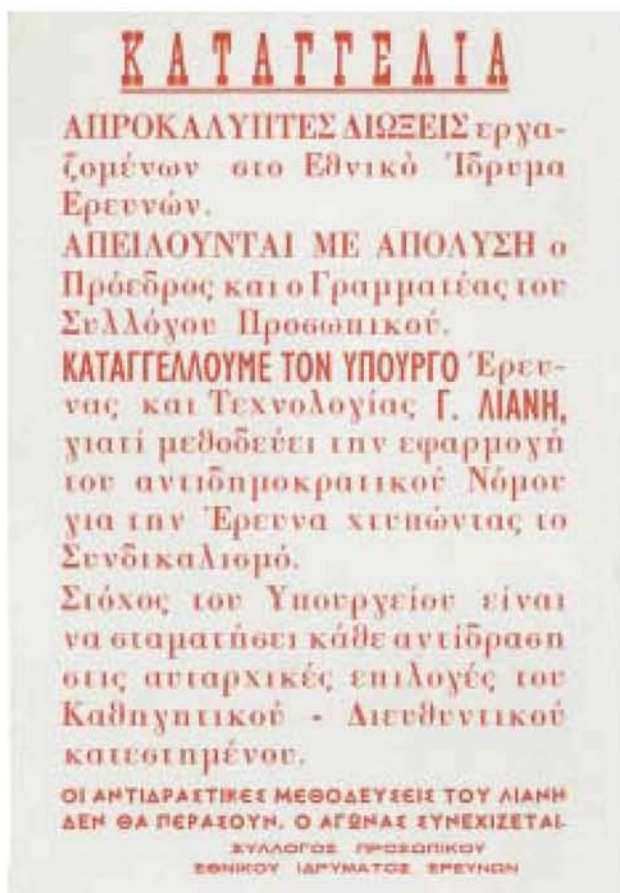 ΚΑΤΑΓΓΕΛΙΑ
ΑΠΡΟΚΑΛΥΠΤΕΣ ΔΙΩΞΕΙΣ εργα-
ζομένων στο Εθνικό Ίδρυμα
Ερευνών.
ΑΠΕΙΛΟΥΝΤΑΙ ΜΕ ΑΠΟΛΥΣΗ ο
Πρόεδρος και ο Γραμματέας του
Συλλόγου Προσωπικού.
ΚΑΤΑΓΓΕΛΛΟΥΜΕ ΤΟΝ ΥΠΟΥΡΓΟ Έρευ-
νας και Τεχνολογίας Γ. ΛΙΑΝΗ,
γιατί μεθοδεύει την εφαρμογή
του αντιδημοκρατικού Νόμου
για την Έρευνα χτυπώντας το
Συνδικαλισμό.
Στόχος του Υπουργείου είναι
να σταματήσει κάθε αντίδραση
στις αυταρχικές επιλογές του
Καθηγητικού - Διευθυντικού
κατεστημένου.
ΟΙ ΑΝΤΙΔΡΑΣΤΙΚΕΣ ΜΕΘΟΔΕΥΣΕΙΣ ΤΟΥ ΛΙΑΝΗ
ΔΕΝ ΘΑ ΠΕΡΑΣΟΥΝ. Ο ΑΓΩΝΑΣ ΣΥΝΕΧΙΖΕΤΑΙ.
ΣΥΛΛΟΓΟΣ ΠΡΟΣΩΠΙΚΟΥ
ΕΘΝΙΚΟΥ ΙΔΡΥΜΑΤΟΣ ΕΡΕΥΝΩΝ